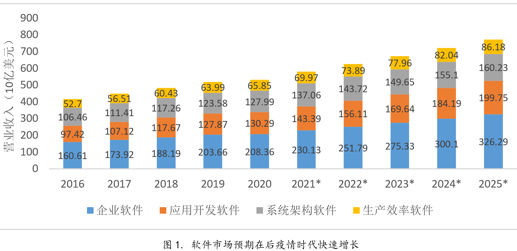 900
800
700
600
500
400
300
200
100
0
营业收入（10亿美元）
52.7 56.51 60.43 63.99 65.85 69.97 73.89 77.96 82.04 86.18
106.46 111.41 117.26 123.58 127.99 137.06 143.72 149.65 155.1 160.23
97.42 107.12 117.67 127.87 130.29 143.39 156.11 169.64 184.19 199.75
160.61 173.92 188.19 203.66 208.36 230.13 251.79 275.33 300.1 326.29
2016 2017 2018 2019 2020 2021* 2022* 2023* 2024* 2025*
企业软件 应用开发软件 系统架构软件 生产效率软件
图 1. 软件市场预期在后疫情时代快速增长